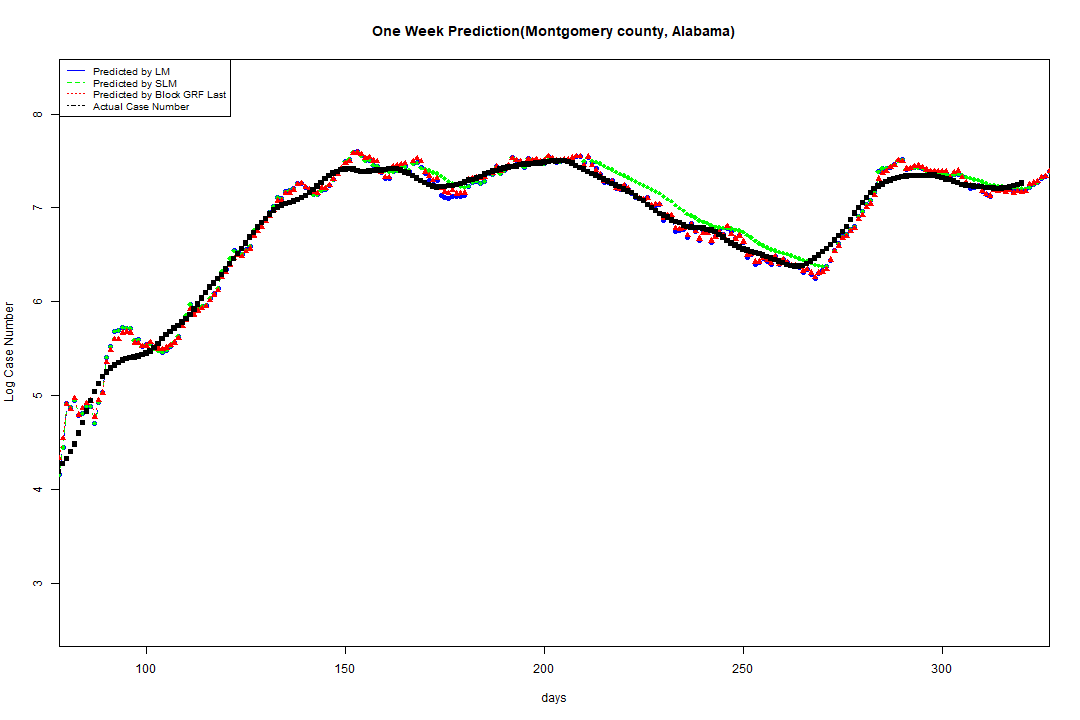 One Week Prediction(Montgomery county, Alabama)
Predicted by LM
Predicted by SLM
Predicted by Block GRF Last
Actual Case Number
8
7
6
5
4
3
Log Case Number
100 150 200 250 300
days